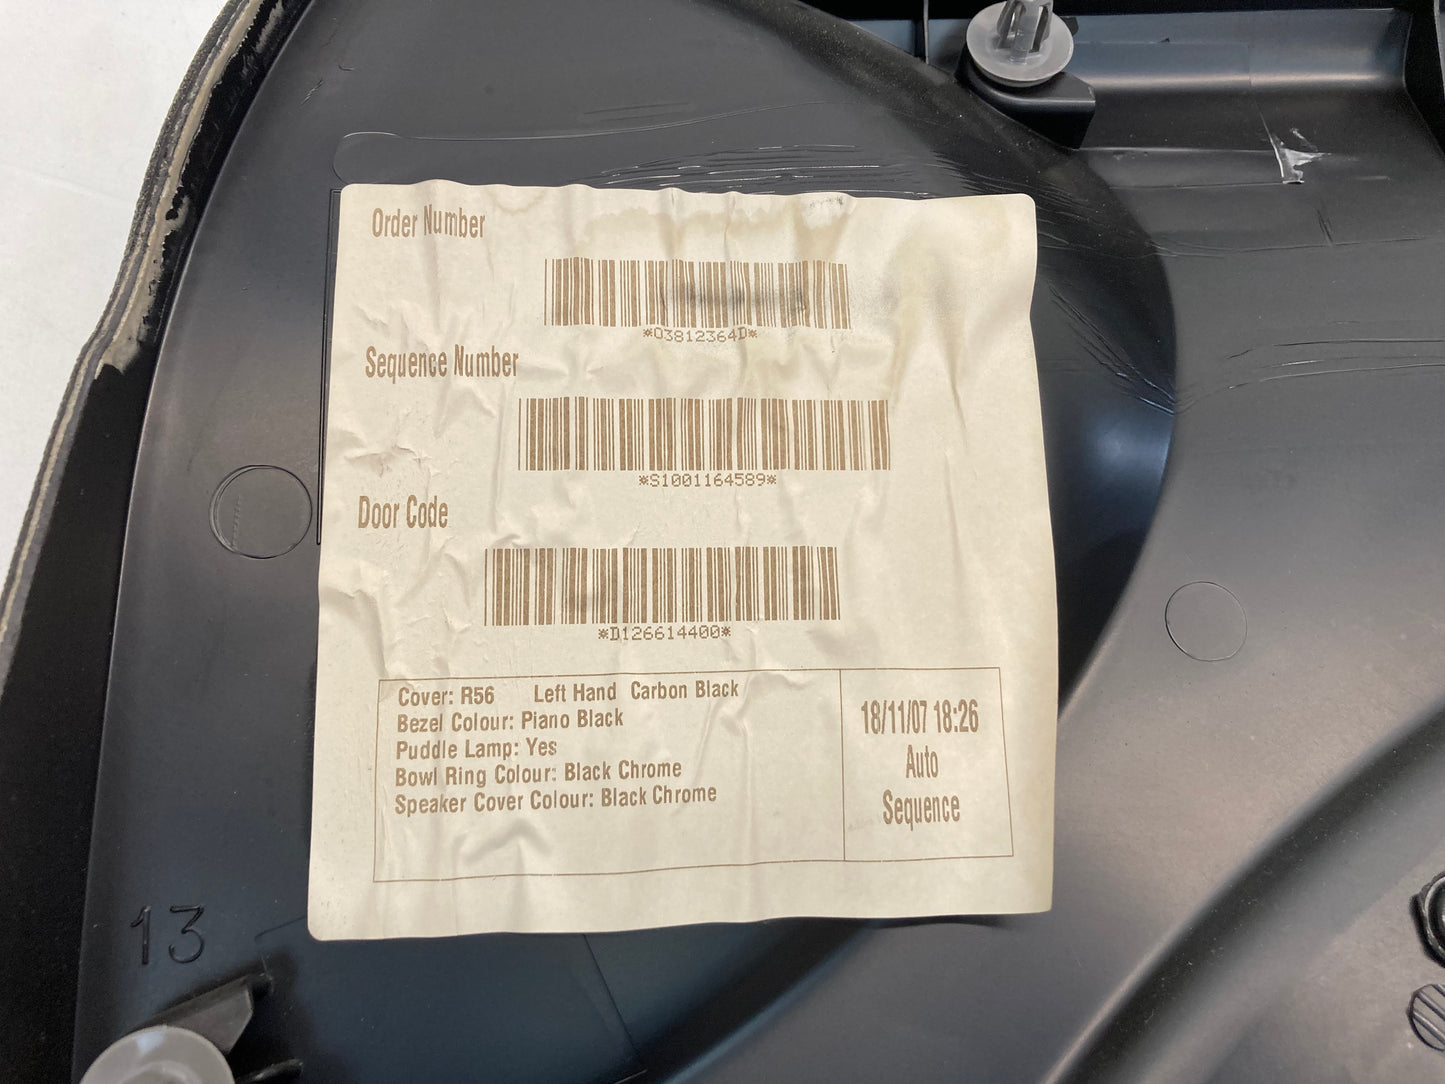 Order Number
*03812364D*
Sequence Number
*S1001164589*
Door Code
*D126614400*
Cover: R56 Left Hand Carbon Black
Bezel Colour: Piano Black
Puddle Lamp: Yes
Bowl Ring Colour: Black Chrome
Speaker Cover Colour: Black Chrome
18/11/07 18:26
Auto
Sequence
13